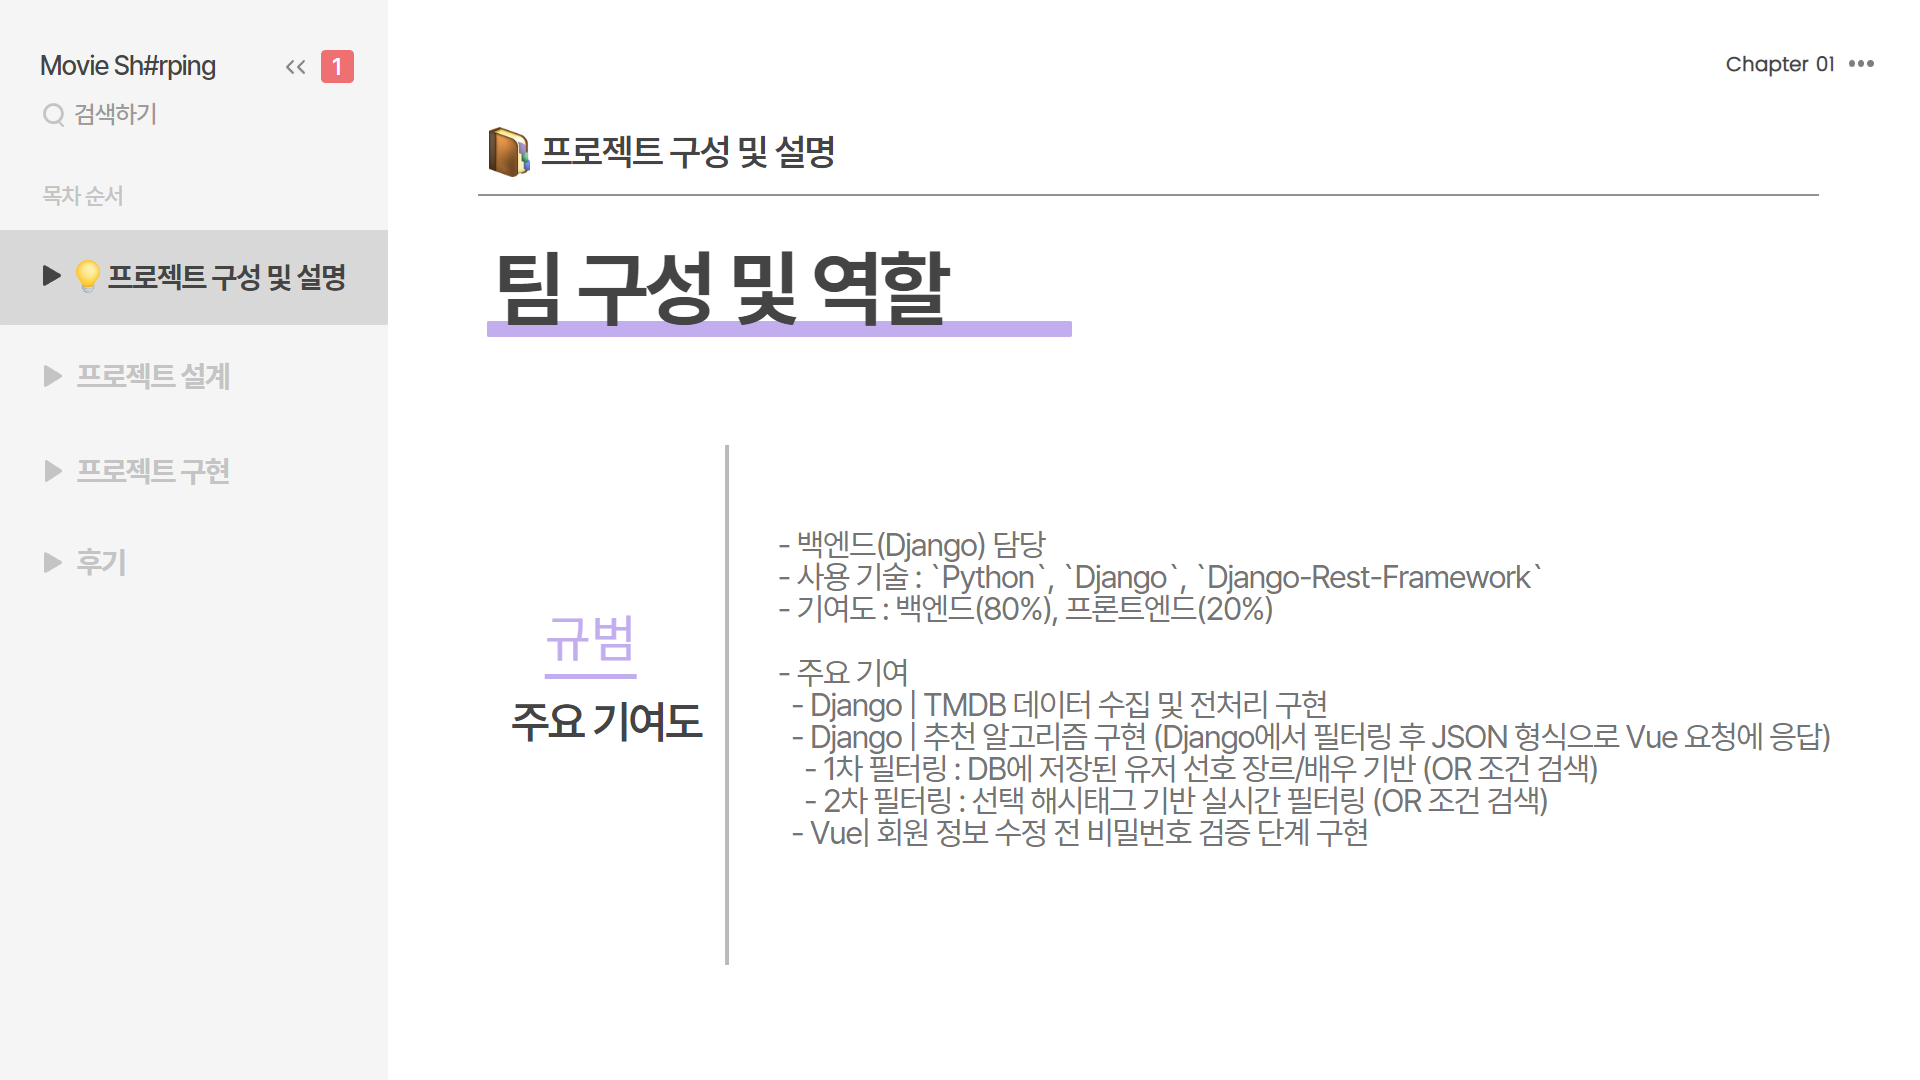 Movie Sh#rping
1
검색하기
목차 순서
프로젝트 구성 및 설명
프로젝트 설계
프로젝트 구현
후기
Chapter 01
프로젝트 구성 및 설명
팀 구성 및 역할
규범
주요 기여도
- 백엔드(Django) 담당
- 사용 기술 : `Python`, `Django`, `Django-Rest-Framework`
- 기여도 : 백엔드(80%), 프론트엔드(20%)
- 주요 기여
- Django | TMDB 데이터 수집 및 전처리 구현
- Django | 추천 알고리즘 구현 (Django에서 필터링 후 JSON 형식으로 Vue 요청에 응답)
- 1차 필터링 : DB에 저장된 유저 선호 장르/배우 기반 (OR 조건 검색)
- 2차 필터링 : 선택 해시태그 기반 실시간 필터링 (OR 조건 검색)
- Vue| 회원 정보 수정 전 비밀번호 검증 단계 구현